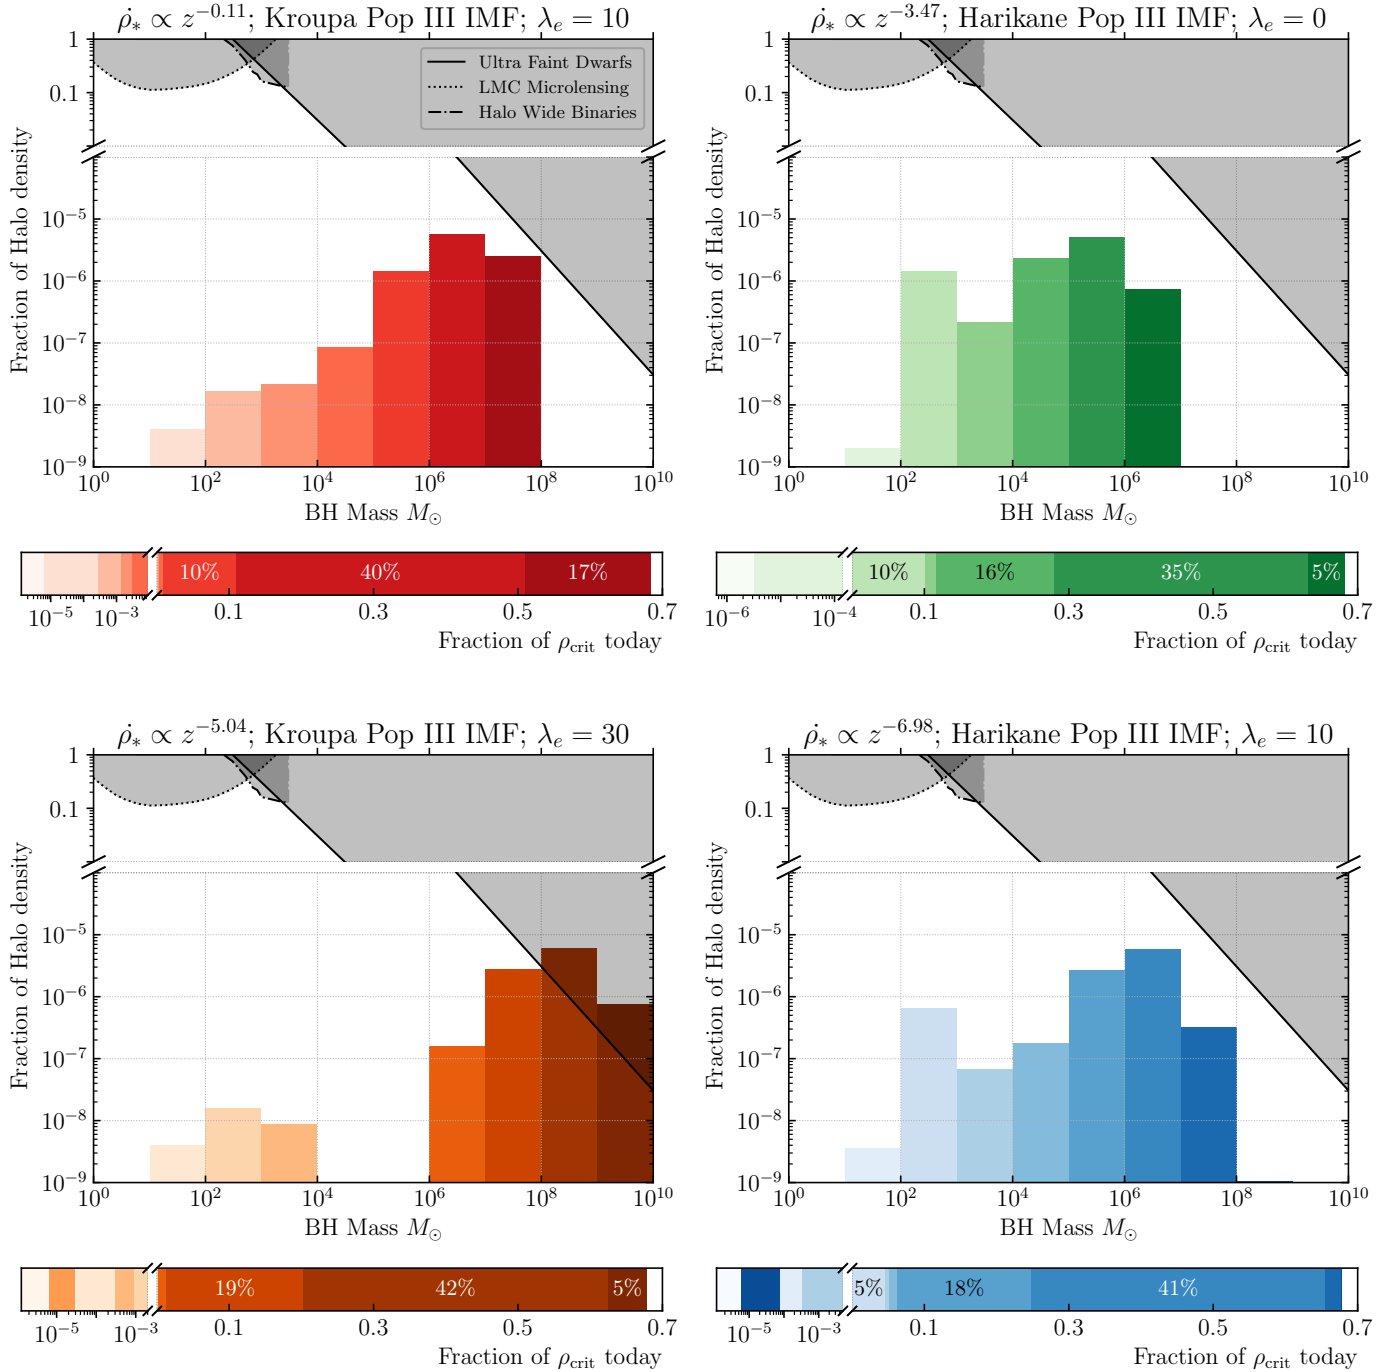 ρ̇* ∝ z^−0.11; Kroupa Pop III IMF; λe = 10
1
0.1
Ultra Faint Dwarfs
LMC Microlensing
Halo Wide Binaries
Fraction of Halo density
10^−5
10^−6
10^−7
10^−8
10^−9
10^0 10^2 10^4 10^6 10^8 10^10
BH Mass M⊙
10% 40% 17%
10^−5 10^−3 0.1 0.3 0.5 0.7
Fraction of ρcrit today
ρ̇* ∝ z^−3.47; Harikane Pop III IMF; λe = 0
1
0.1
Fraction of Halo density
10^−5
10^−6
10^−7
10^−8
10^−9
10^0 10^2 10^4 10^6 10^8 10^10
BH Mass M⊙
10% 16% 35% 5%
10^−6 10^−4 0.1 0.3 0.5 0.7
Fraction of ρcrit today
ρ̇* ∝ z^−5.04; Kroupa Pop III IMF; λe = 30
1
0.1
Fraction of Halo density
10^−5
10^−6
10^−7
10^−8
10^−9
10^0 10^2 10^4 10^6 10^8 10^10
BH Mass M⊙
19% 42% 5%
10^−5 10^−3 0.1 0.3 0.5 0.7
Fraction of ρcrit today
ρ̇* ∝ z^−6.98; Harikane Pop III IMF; λe = 10
1
0.1
Fraction of Halo density
10^−5
10^−6
10^−7
10^−8
10^−9
10^0 10^2 10^4 10^6 10^8 10^10
BH Mass M⊙
5% 18% 41%
10^−5 10^−3 0.1 0.3 0.5 0.7
Fraction of ρcrit today